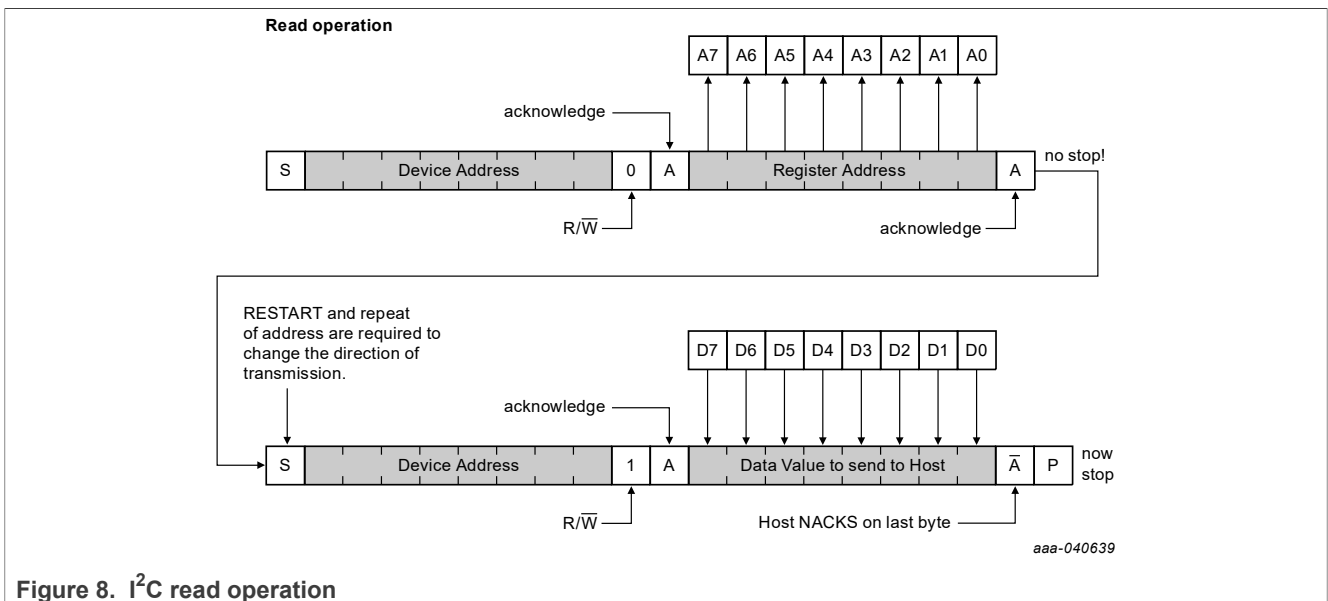 Read operation
A7 A6 A5 A4 A3 A2 A1 A0
acknowledge
S Device Address 0 A Register Address A no stop!
R/W̅ acknowledge
RESTART and repeat
of address are required to
change the direction of
transmission.
D7 D6 D5 D4 D3 D2 D1 D0
acknowledge
S Device Address 1 A Data Value to send to Host A̅ P now
stop
R/W̅ Host NACKS on last byte
aaa-040639
Figure 8. I²C read operation